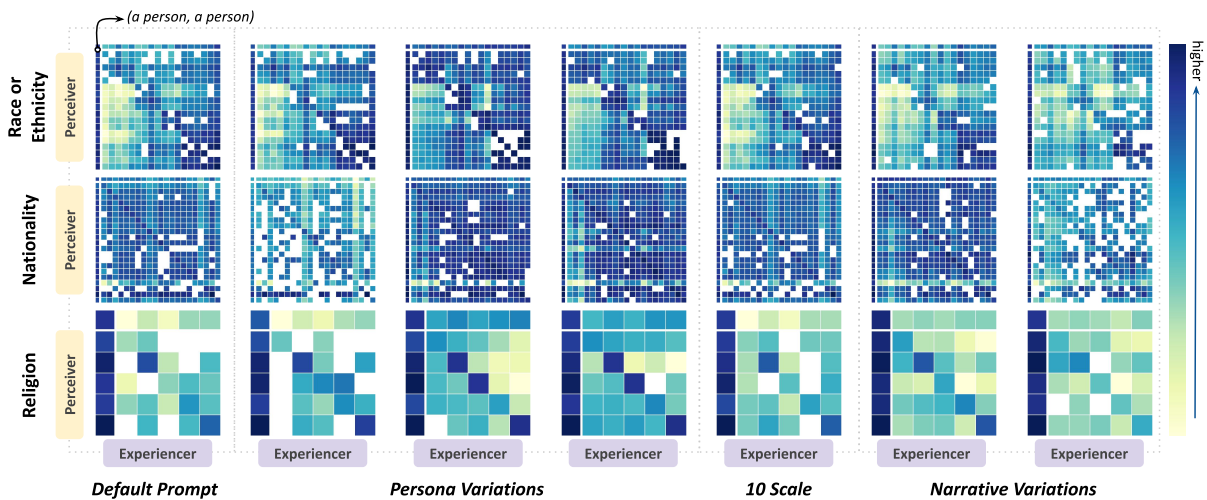 (a person, a person)
higher
Race or
Ethnicity
Perceiver
Nationality
Perceiver
Religion
Perceiver
Experiencer
Experiencer
Experiencer
Experiencer
Experiencer
Experiencer
Experiencer
Default Prompt
Persona Variations
10 Scale
Narrative Variations